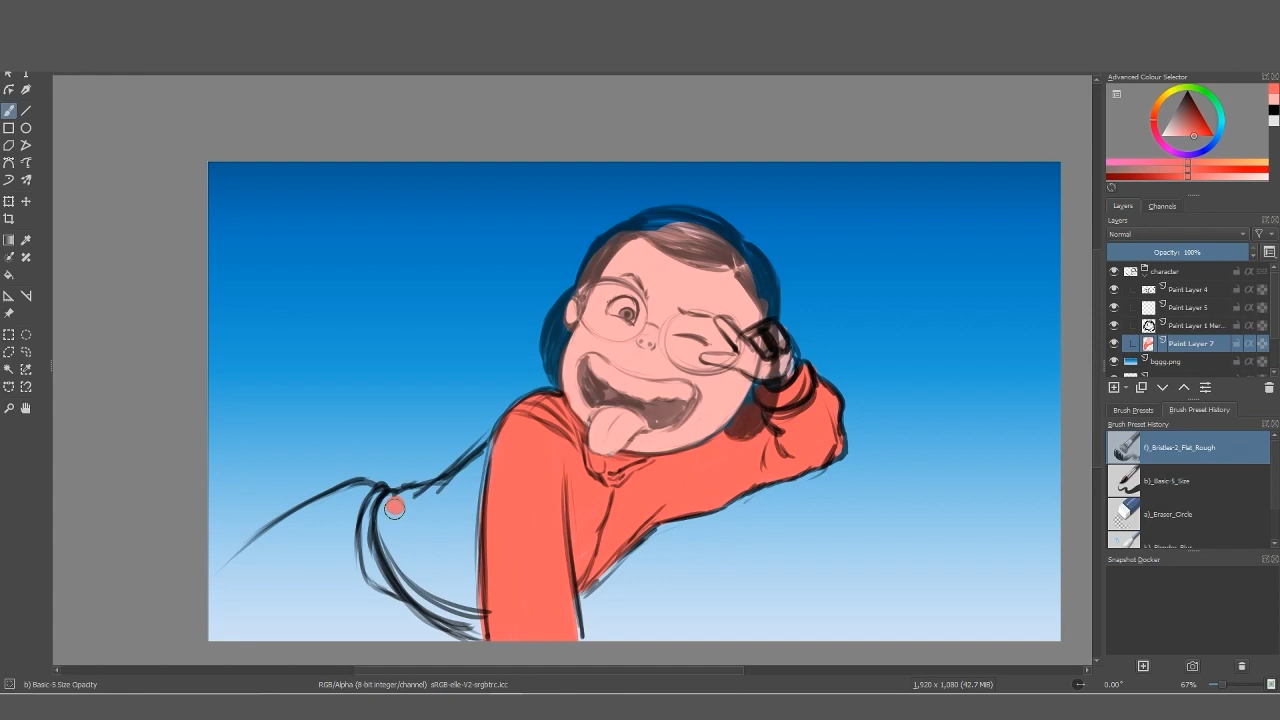 Advanced Colour Selector
Layers
Channels
Layers
Normal
Opacity: 100%
character
Paint Layer 4
Paint Layer 5
Paint Layer 1 Mer...
Paint Layer 7
bggg.png
Brush Presets
Brush Preset History
Brush Preset History
f)_Bristles-2_Flat_Rough
b)_Basic-5_Size
a)_Eraser_Circle
Snapshot Docker
b) Basic-5 Size Opacity
RGB/Alpha (8-bit integer/channel) sRGB-elle-V2-srgbtrc.icc
1,920 x 1,080 (42.7 MiB)
0.00°
67%